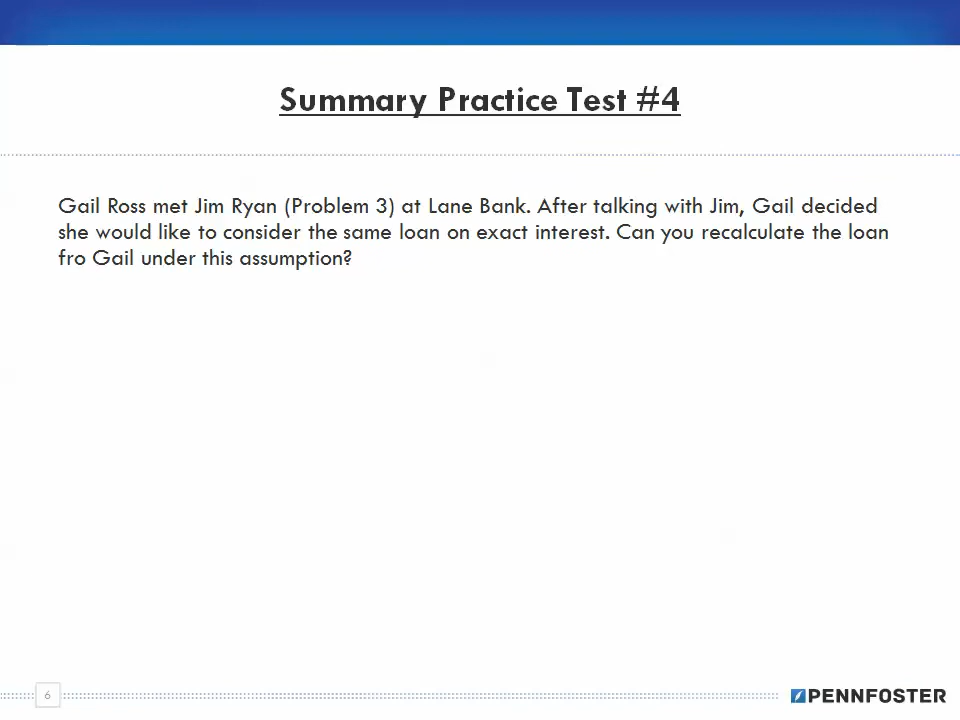 Summary Practice Test #4
Gail Ross met Jim Ryan (Problem 3) at Lane Bank. After talking with Jim, Gail decided
she would like to consider the same loan on exact interest. Can you recalculate the loan
fro Gail under this assumption?
6
PENNFOSTER